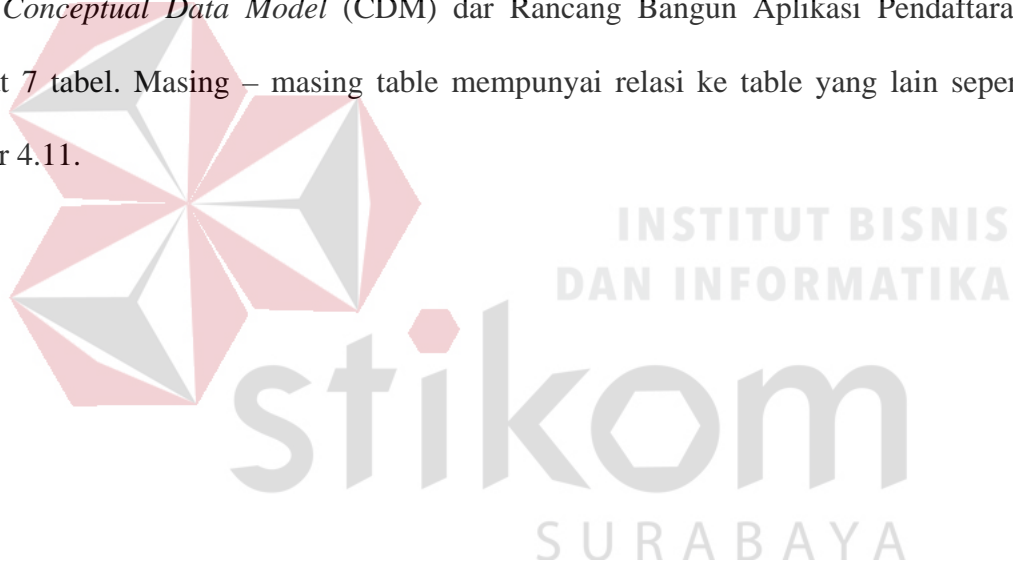 Conceptual Data Model (CDM) dar Rancang Bangun Aplikasi Pendaftara
t 7 tabel. Masing – masing table mempunyai relasi ke table yang lain seper
r 4.11.
INSTITUT BISNIS
DAN INFORMATIKA
stikom
SURABAYA